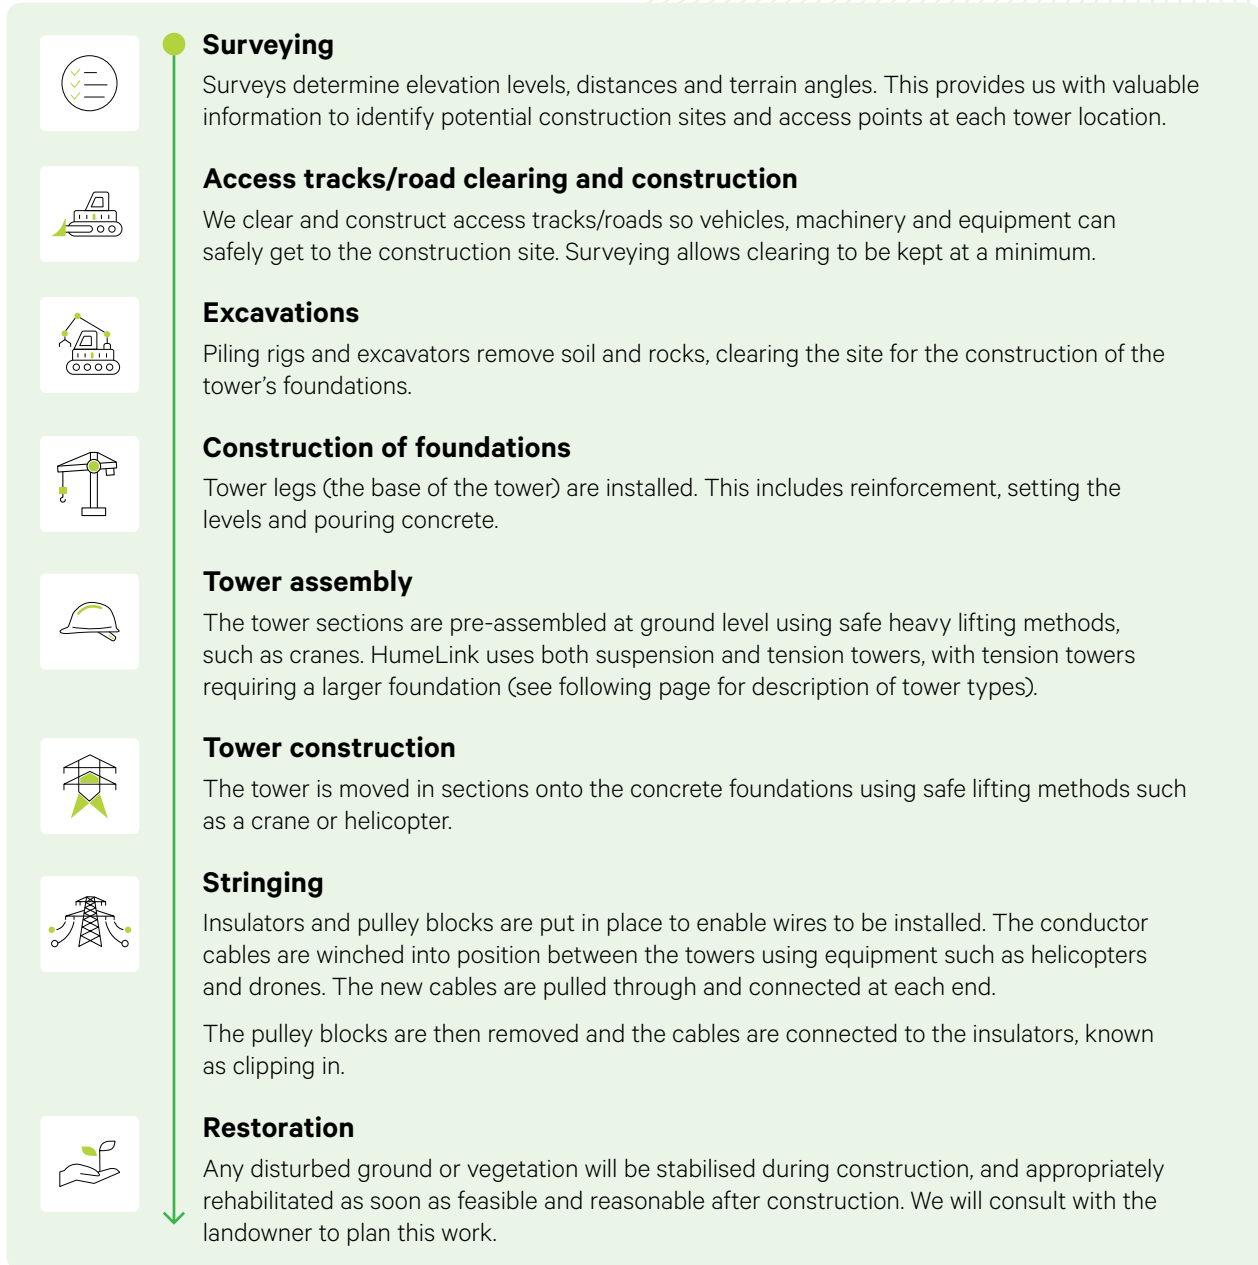 Surveying
Surveys determine elevation levels, distances and terrain angles. This provides us with valuable
information to identify potential construction sites and access points at each tower location.
Access tracks/road clearing and construction
We clear and construct access tracks/roads so vehicles, machinery and equipment can
safely get to the construction site. Surveying allows clearing to be kept at a minimum.
Excavations
Piling rigs and excavators remove soil and rocks, clearing the site for the construction of the
tower's foundations.
Construction of foundations
Tower legs (the base of the tower) are installed. This includes reinforcement, setting the
levels and pouring concrete.
Tower assembly
The tower sections are pre-assembled at ground level using safe heavy lifting methods,
such as cranes. HumeLink uses both suspension and tension towers, with tension towers
requiring a larger foundation (see following page for description of tower types).
Tower construction
The tower is moved in sections onto the concrete foundations using safe lifting methods such
as a crane or helicopter.
Stringing
Insulators and pulley blocks are put in place to enable wires to be installed. The conductor
cables are winched into position between the towers using equipment such as helicopters
and drones. The new cables are pulled through and connected at each end.
The pulley blocks are then removed and the cables are connected to the insulators, known
as clipping in.
Restoration
Any disturbed ground or vegetation will be stabilised during construction, and appropriately
rehabilitated as soon as feasible and reasonable after construction. We will consult with the
landowner to plan this work.